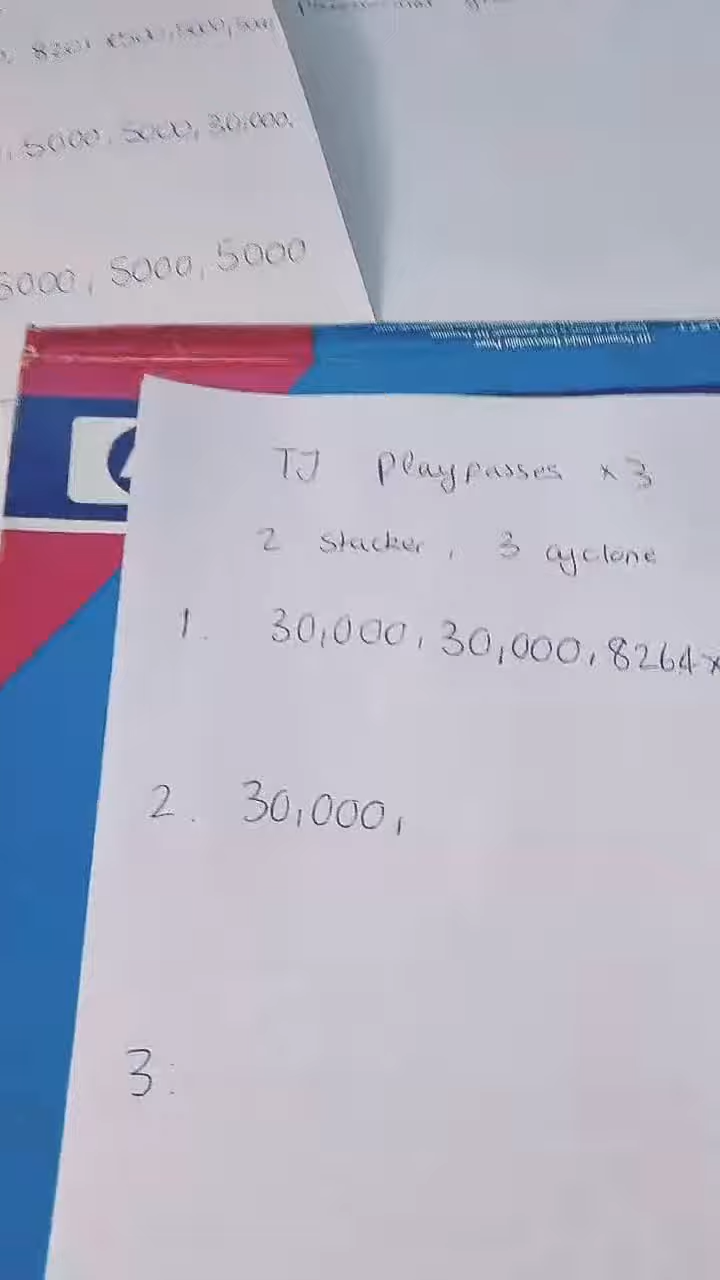 5000, 5000, 30,000.
5000, 5000, 5000
TJ Playpasses x 3
2 stacker, 3 cyclone
1. 30,000, 30,000, 8264 x
2. 30,000,
3: